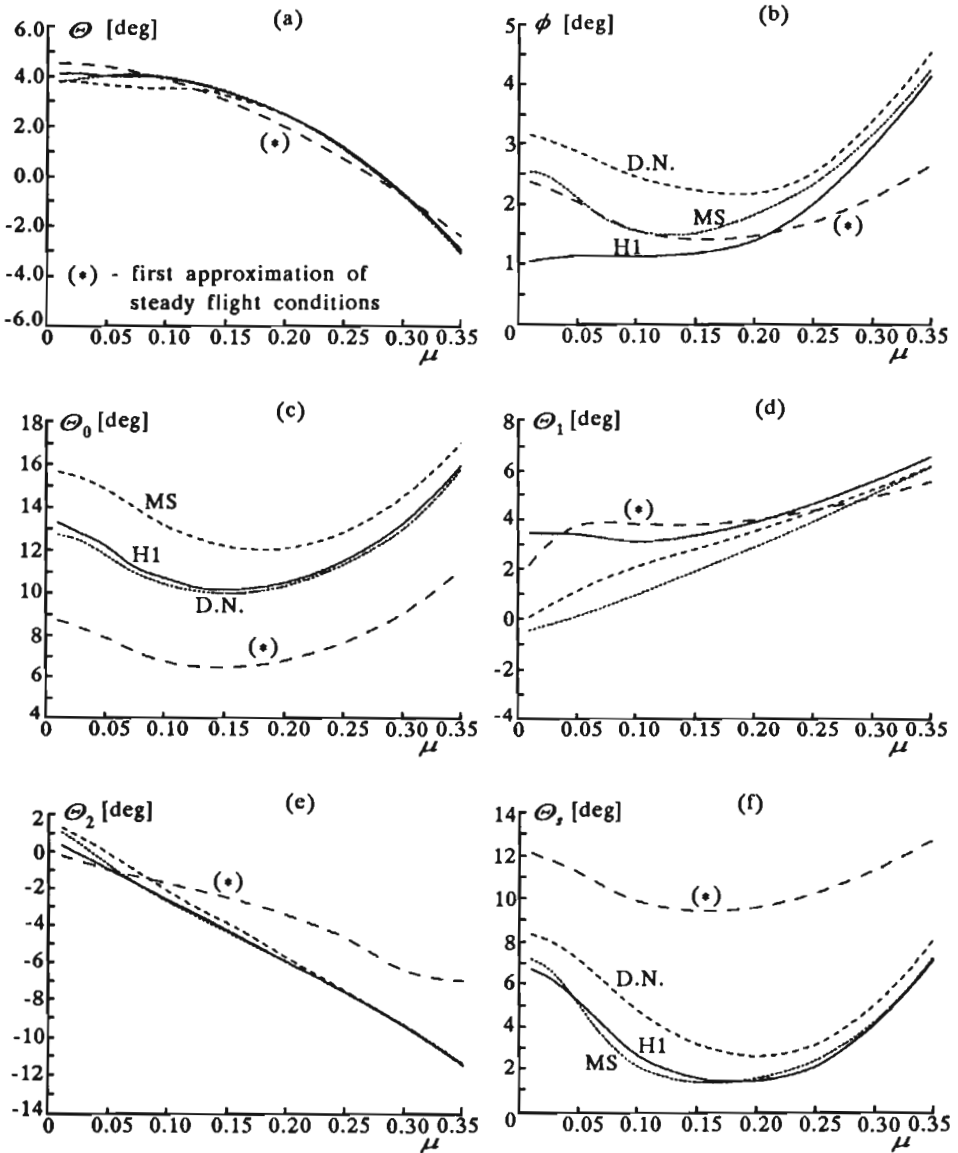 Θ [deg]
(a)
4.0
2.0
0.0
-2.0
-4.0
-6.0
(*)
(*) - first approximation of
steady flight conditions
0 0.05 0.10 0.15 0.20 0.25 0.30 0.35
μ
ϕ [deg]
(b)
5
4
3
2
1
0
D.N.
MS
H1
(*)
0.05 0.10 0.15 0.20 0.25 0.30 0.35
μ
Θ0 [deg]
(c)
18
16
14
12
10
8
6
4
MS
H1
D.N.
(*)
0 0.05 0.10 0.15 0.20 0.25 0.30 0.35
μ
Θ1 [deg]
(d)
8
6
4
2
0
-2
-4
(*)
0 0.05 0.10 0.15 0.20 0.25 0.30 0.35
μ
Θ2 [deg]
(e)
2
0
-2
-4
-6
-8
-10
-12
-14
(*)
0 0.05 0.10 0.15 0.20 0.25 0.30 0.35
μ
Θs [deg]
(f)
14
12
10
8
6
4
2
0
(*)
D.N.
H1
MS
0.05 0.10 0.15 0.20 0.25 0.30 0.35
μ